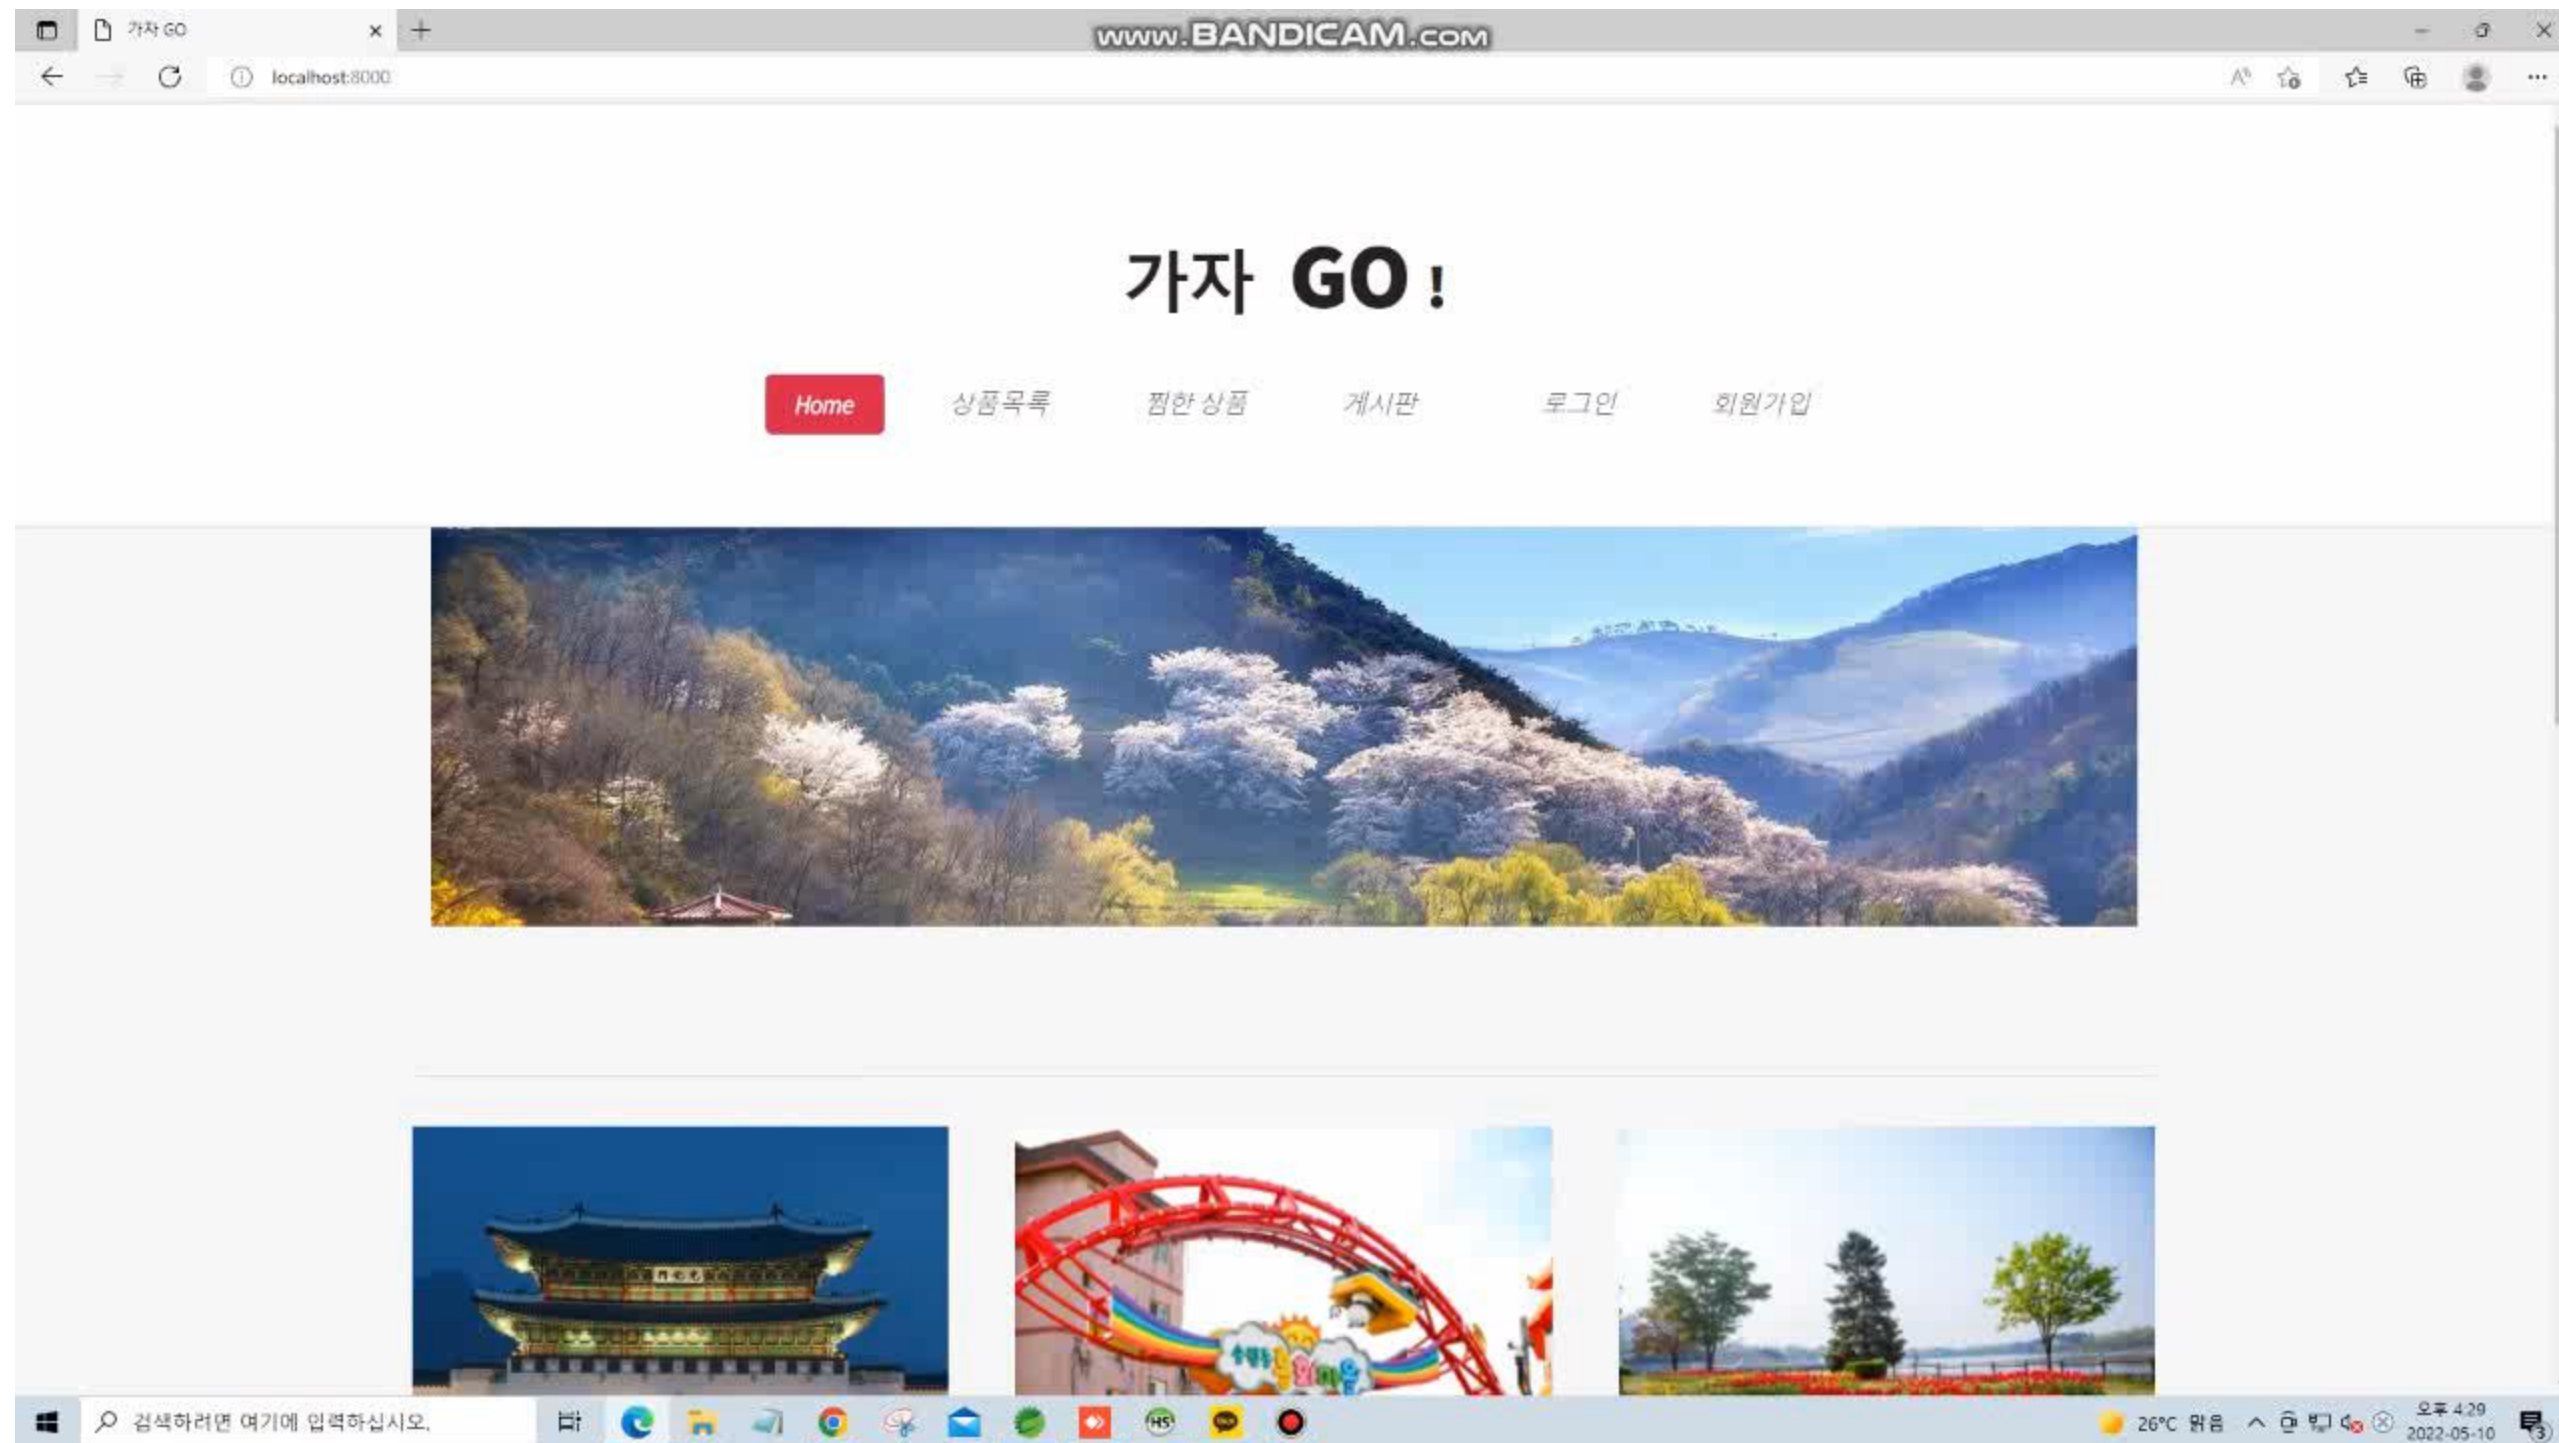 가자 GO
www.BANDICAM.com
localhost:8000
가자 GO !
Home 상품목록 찜한 상품 게시판 로그인 회원가입
검색하려면 여기에 입력하십시오.
26°C 맑음
오후 4:29
2022-05-10
3